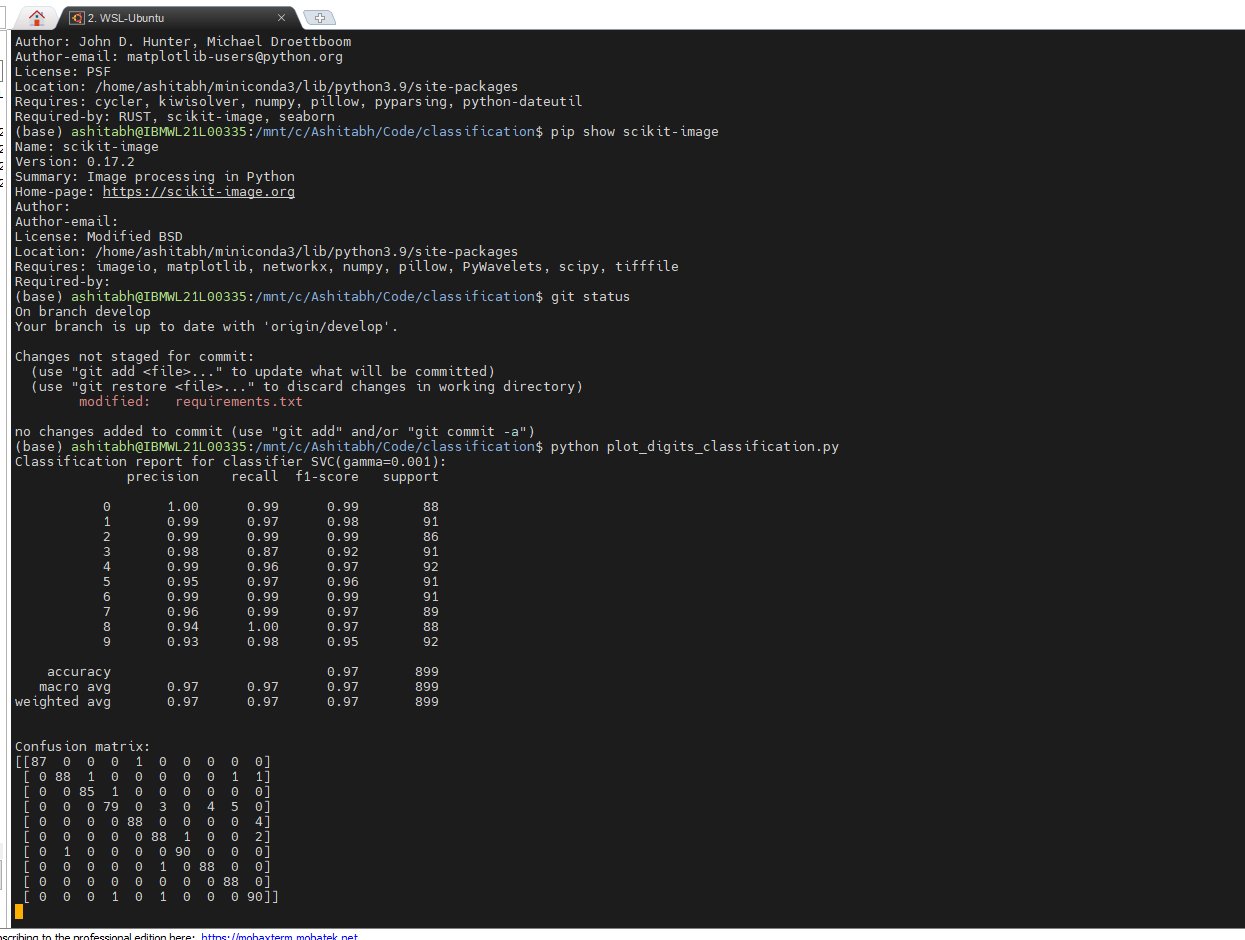 2. WSL-Ubuntu
Author: John D. Hunter, Michael Droettboom
Author-email: matplotlib-users@python.org
License: PSF
Location: /home/ashitabh/miniconda3/lib/python3.9/site-packages
Requires: cycler, kiwisolver, numpy, pillow, pyparsing, python-dateutil
Required-by: RUST, scikit-image, seaborn
(base) ashitabh@IBMWL21L00335:/mnt/c/Ashitabh/Code/classification$ pip show scikit-image
Name: scikit-image
Version: 0.17.2
Summary: Image processing in Python
Home-page: https://scikit-image.org
Author:
Author-email:
License: Modified BSD
Location: /home/ashitabh/miniconda3/lib/python3.9/site-packages
Requires: imageio, matplotlib, networkx, numpy, pillow, PyWavelets, scipy, tifffile
Required-by:
(base) ashitabh@IBMWL21L00335:/mnt/c/Ashitabh/Code/classification$ git status
On branch develop
Your branch is up to date with 'origin/develop'.
Changes not staged for commit:
  (use "git add <file>..." to update what will be committed)
  (use "git restore <file>..." to discard changes in working directory)
        modified:   requirements.txt
no changes added to commit (use "git add" and/or "git commit -a")
(base) ashitabh@IBMWL21L00335:/mnt/c/Ashitabh/Code/classification$ python plot_digits_classification.py
Classification report for classifier SVC(gamma=0.001):
              precision    recall  f1-score   support
           0       1.00      0.99      0.99        88
           1       0.99      0.97      0.98        91
           2       0.99      0.99      0.99        86
           3       0.98      0.87      0.92        91
           4       0.99      0.96      0.97        92
           5       0.95      0.97      0.96        91
           6       0.99      0.99      0.99        91
           7       0.96      0.99      0.97        89
           8       0.94      1.00      0.97        88
           9       0.93      0.98      0.95        92
    accuracy                           0.97       899
   macro avg       0.97      0.97      0.97       899
weighted avg       0.97      0.97      0.97       899
Confusion matrix:
[[87  0  0  0  1  0  0  0  0  0]
 [ 0 88  1  0  0  0  0  0  1  1]
 [ 0  0 85  1  0  0  0  0  0  0]
 [ 0  0  0 79  0  3  0  4  5  0]
 [ 0  0  0  0 88  0  0  0  0  4]
 [ 0  0  0  0  0 88  1  0  0  2]
 [ 0  1  0  0  0  0 90  0  0  0]
 [ 0  0  0  0  0  1  0 88  0  0]
 [ 0  0  0  0  0  0  0  0 88  0]
 [ 0  0  0  1  0  1  0  0  0 90]]
scribing to the professional edition here: https://mobaxterm.mobatek.net